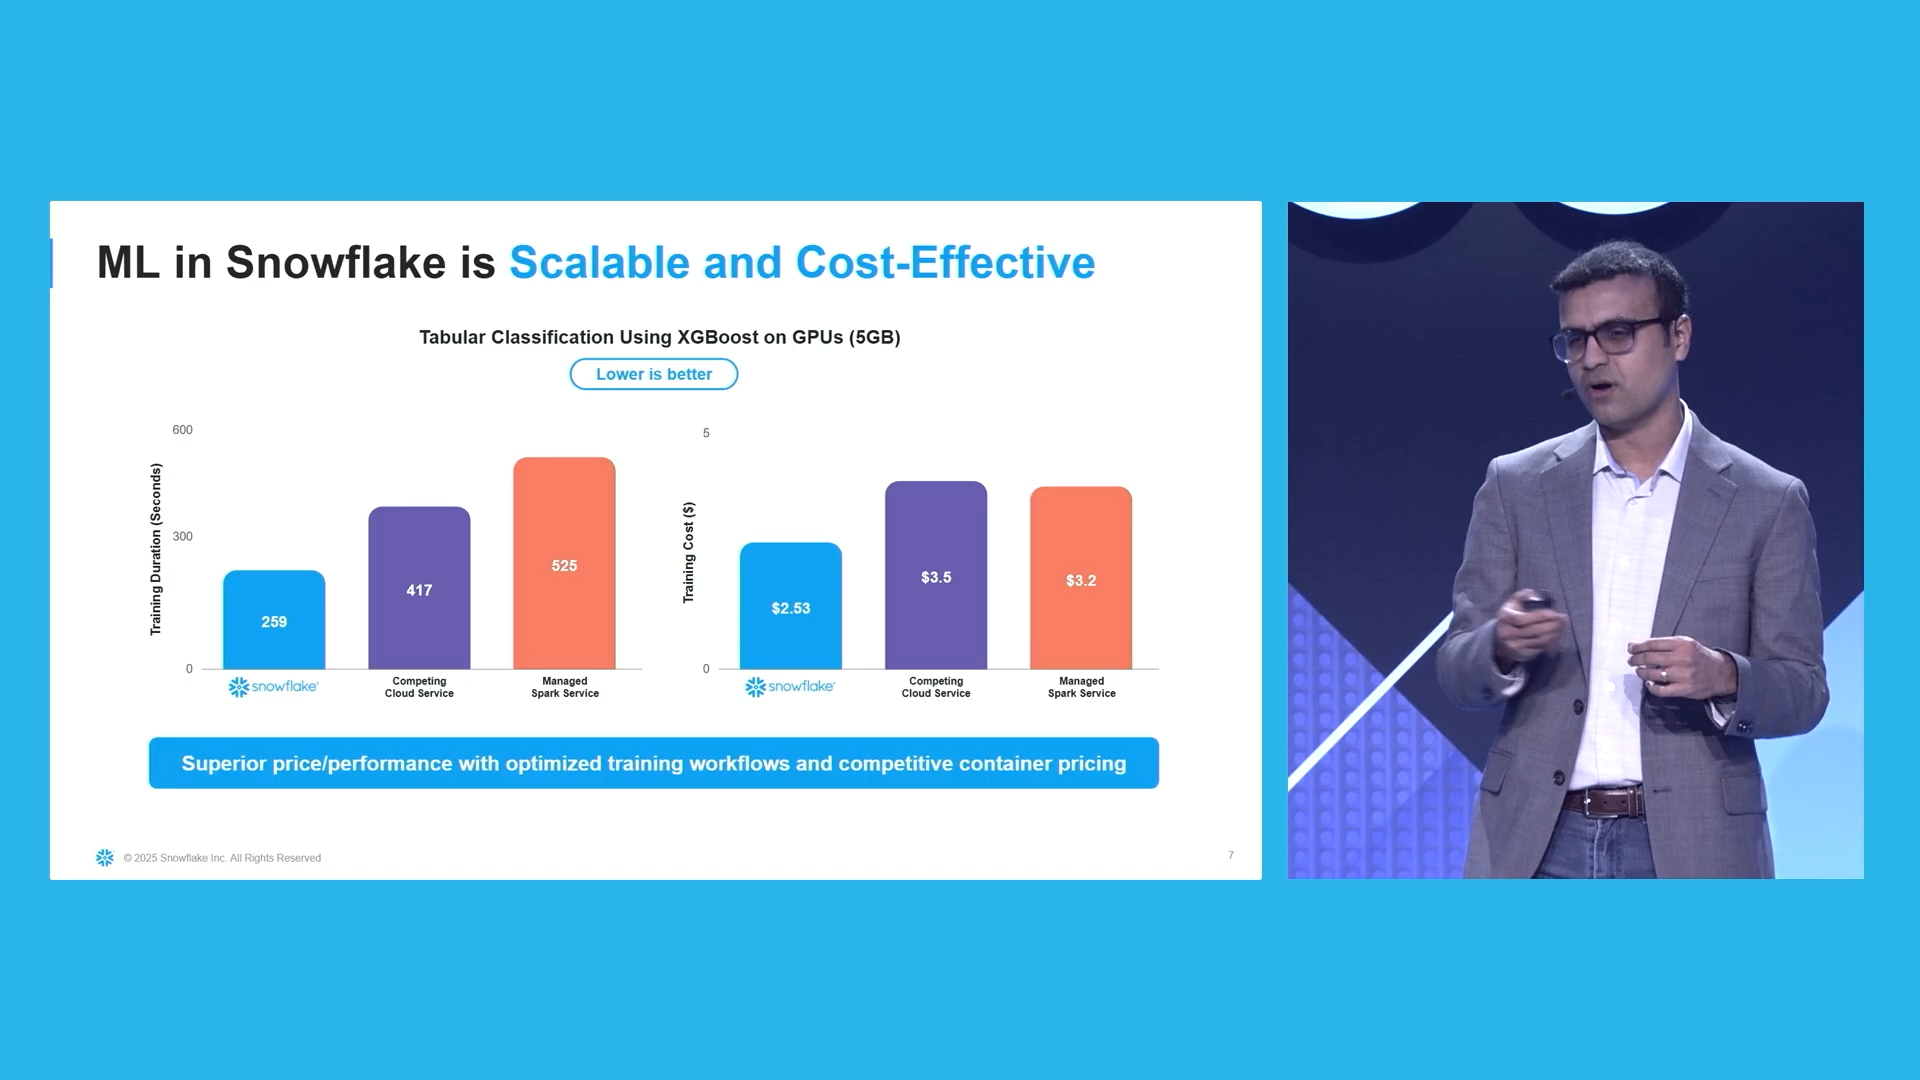 ML in Snowflake is Scalable and Cost-Effective
Tabular Classification Using XGBoost on GPUs (5GB)
Lower is better
Training Duration (Seconds)
600
300
0
259
417
525
snowflake
Competing
Cloud Service
Managed
Spark Service
Training Cost ($)
5
0
$2.53
$3.5
$3.2
snowflake
Competing
Cloud Service
Managed
Spark Service
Superior price/performance with optimized training workflows and competitive container pricing
© 2025 Snowflake Inc. All Rights Reserved
7